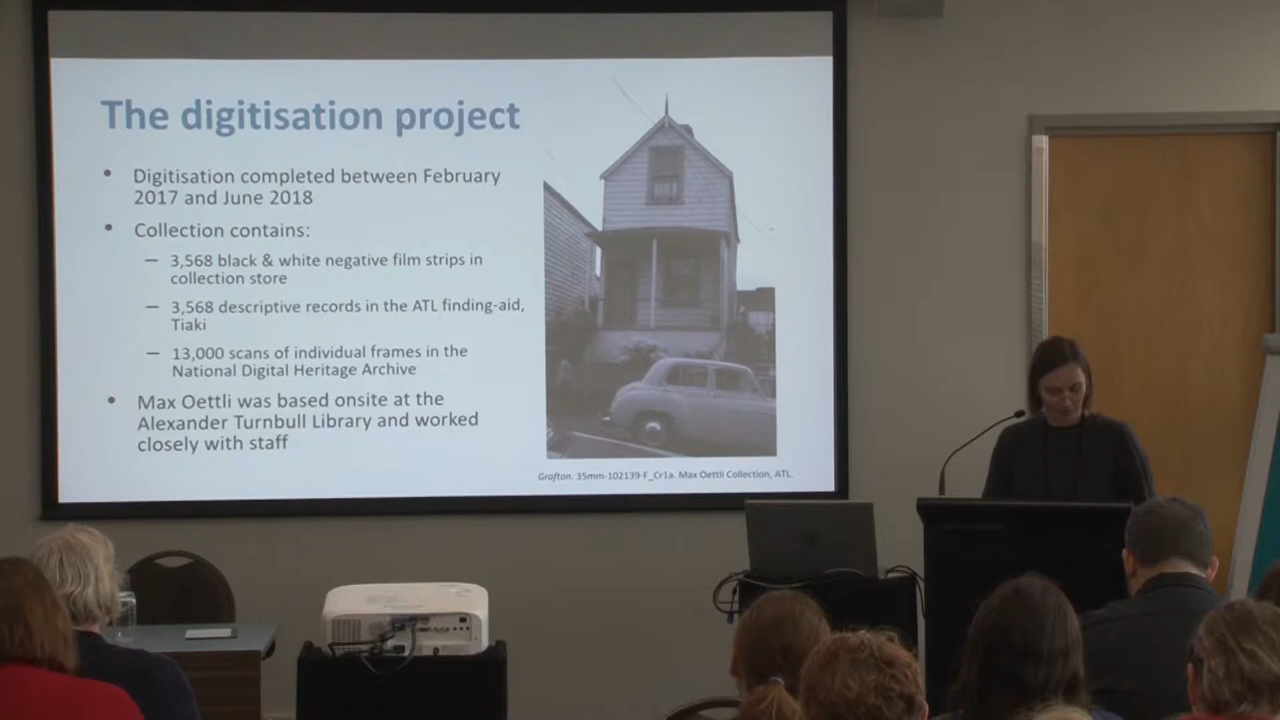 The digitisation project
• Digitisation completed between February
2017 and June 2018
• Collection contains:
– 3,568 black & white negative film strips in
collection store
– 3,568 descriptive records in the ATL finding-aid,
Tiaki
– 13,000 scans of individual frames in the
National Digital Heritage Archive
• Max Oettli was based onsite at the
Alexander Turnbull Library and worked
closely with staff
Grafton. 35mm-102139-F_Cr1a. Max Oettli Collection, ATL.